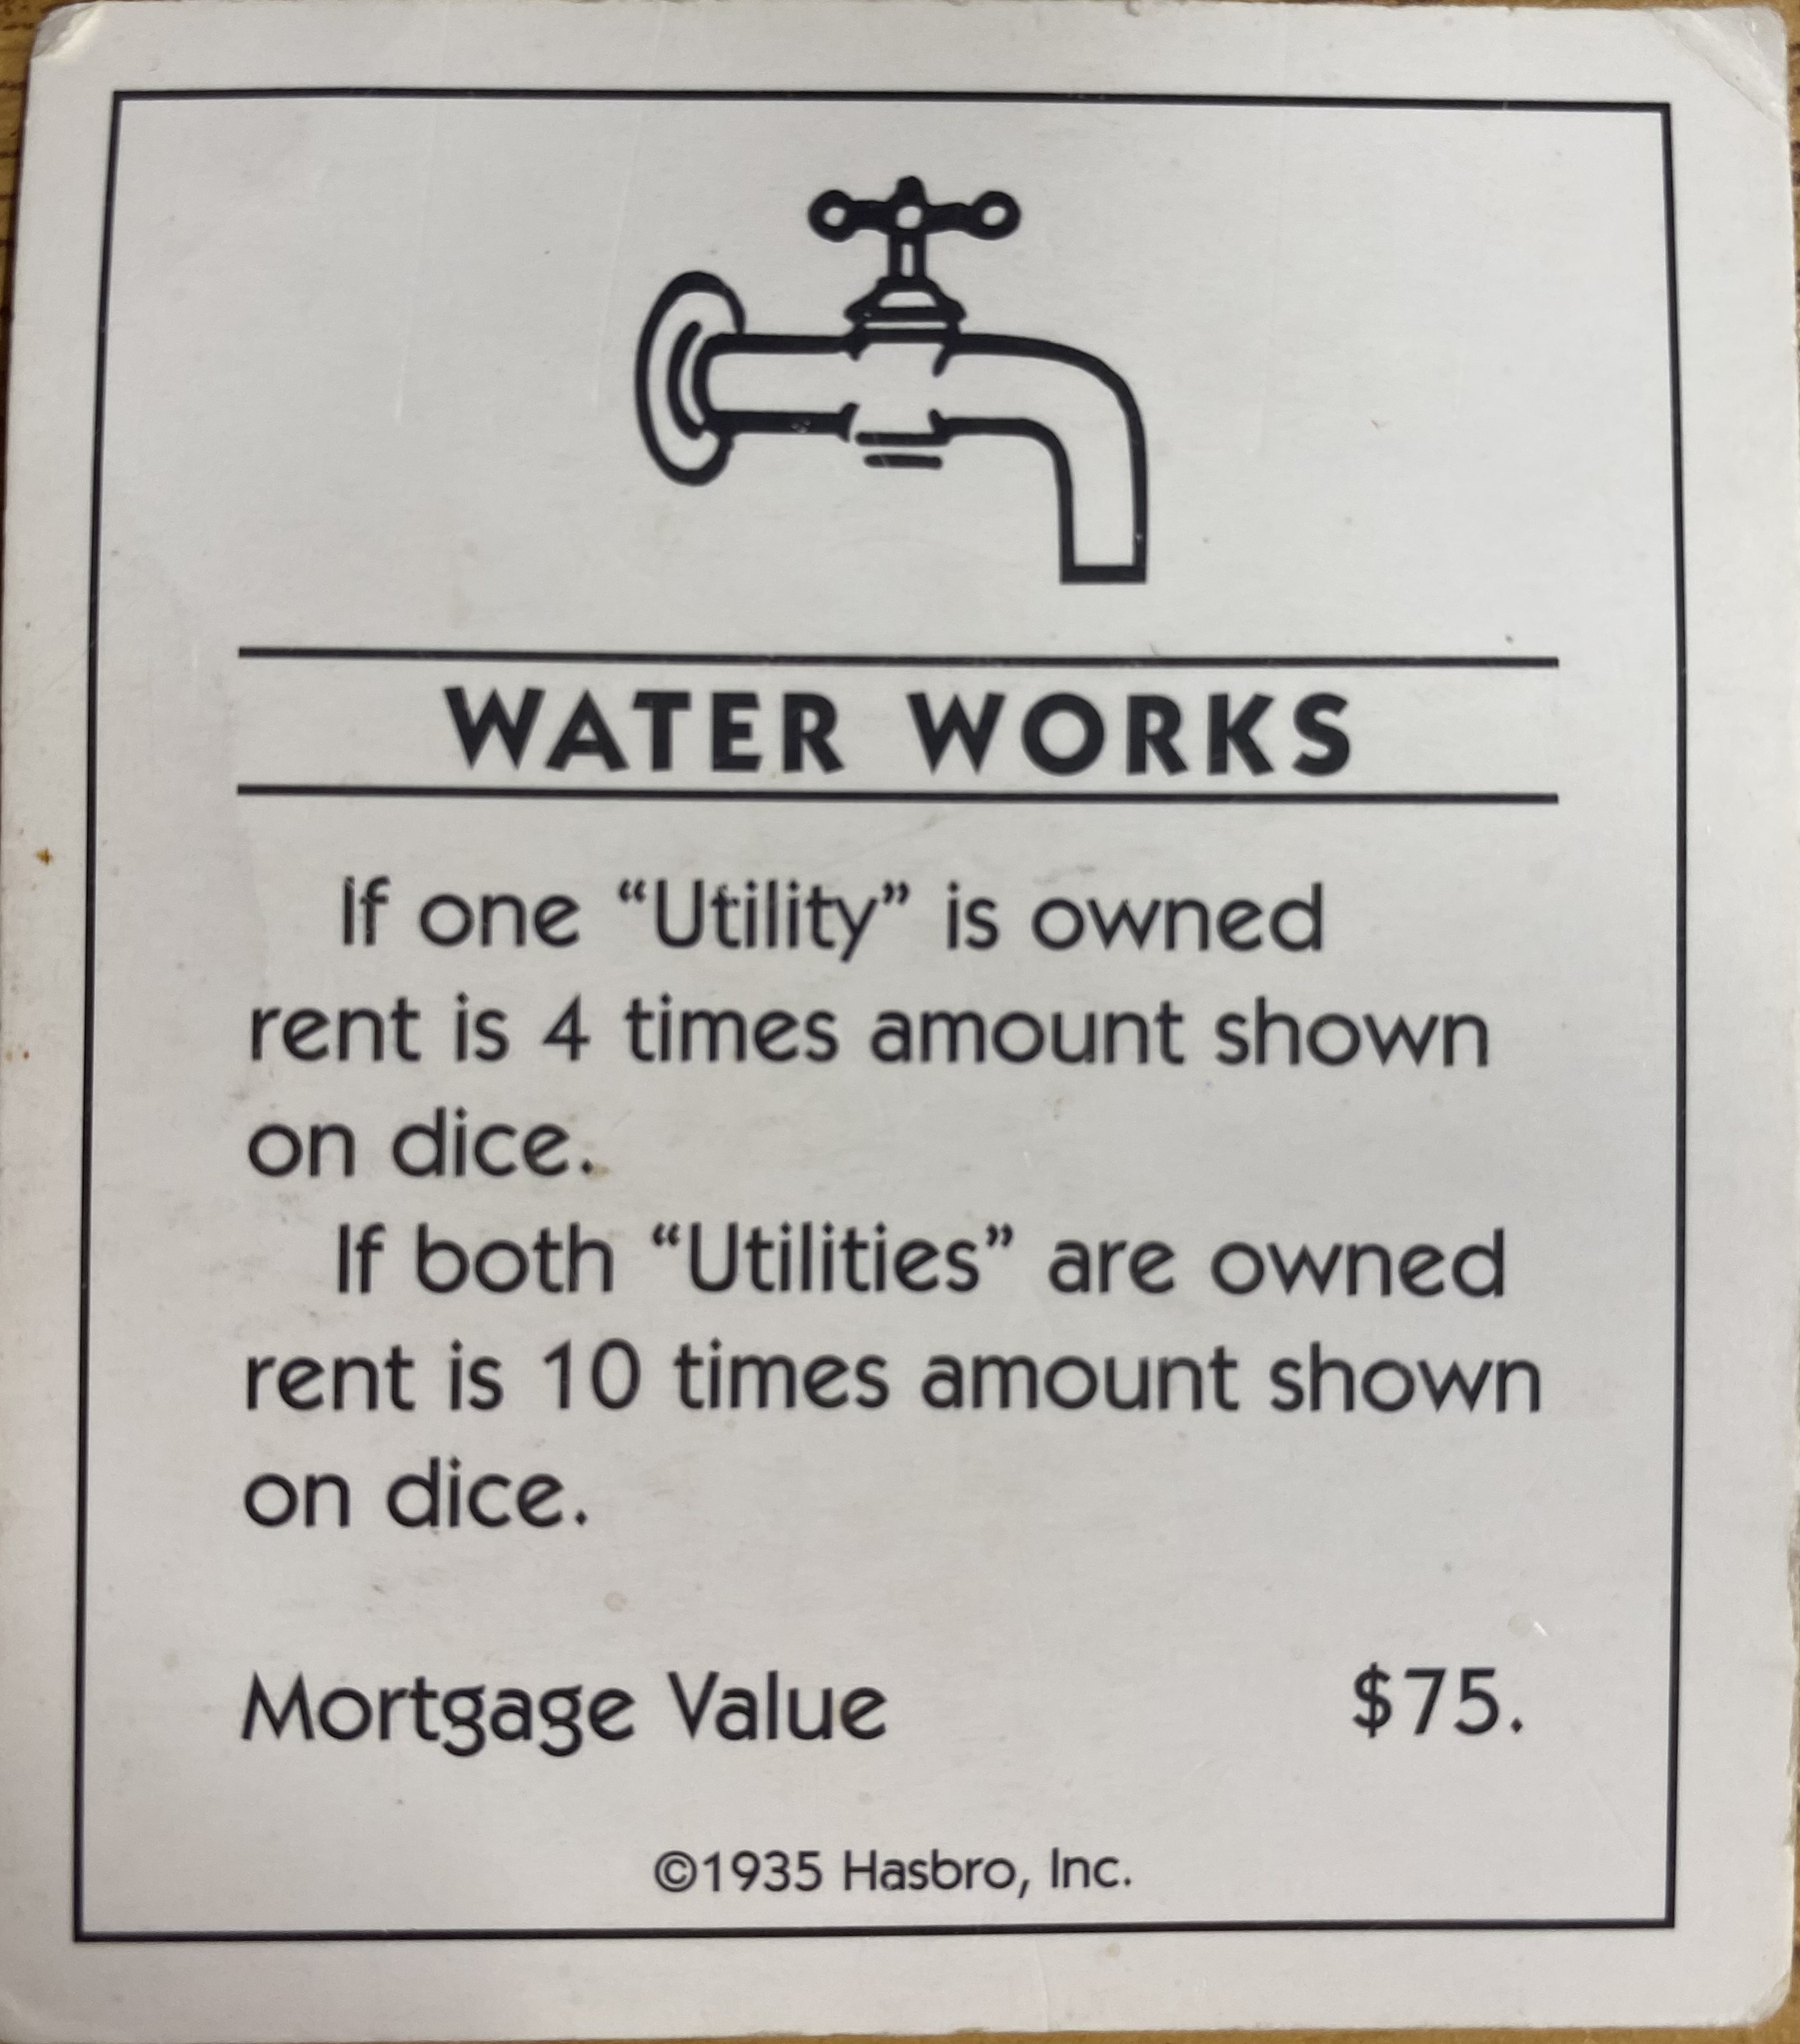 WATER WORKS
If one “Utility” is owned
rent is 4 times amount shown
on dice.
If both “Utilities” are owned
rent is 10 times amount shown
on dice.
Mortgage Value $75.
©1935 Hasbro, Inc.